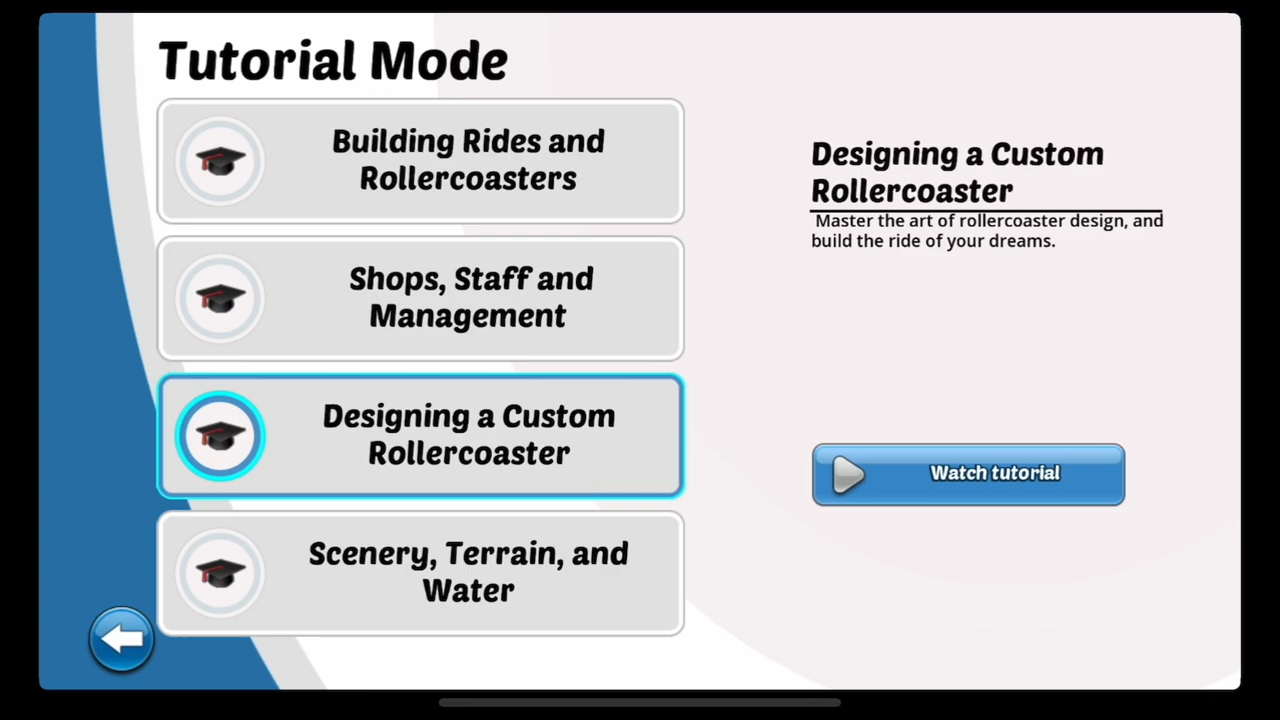 Tutorial Mode
Building Rides and
Rollercoasters
Shops, Staff and
Management
Designing a Custom
Rollercoaster
Scenery, Terrain, and
Water
Designing a Custom
Rollercoaster
Master the art of rollercoaster design, and
build the ride of your dreams.
Watch tutorial